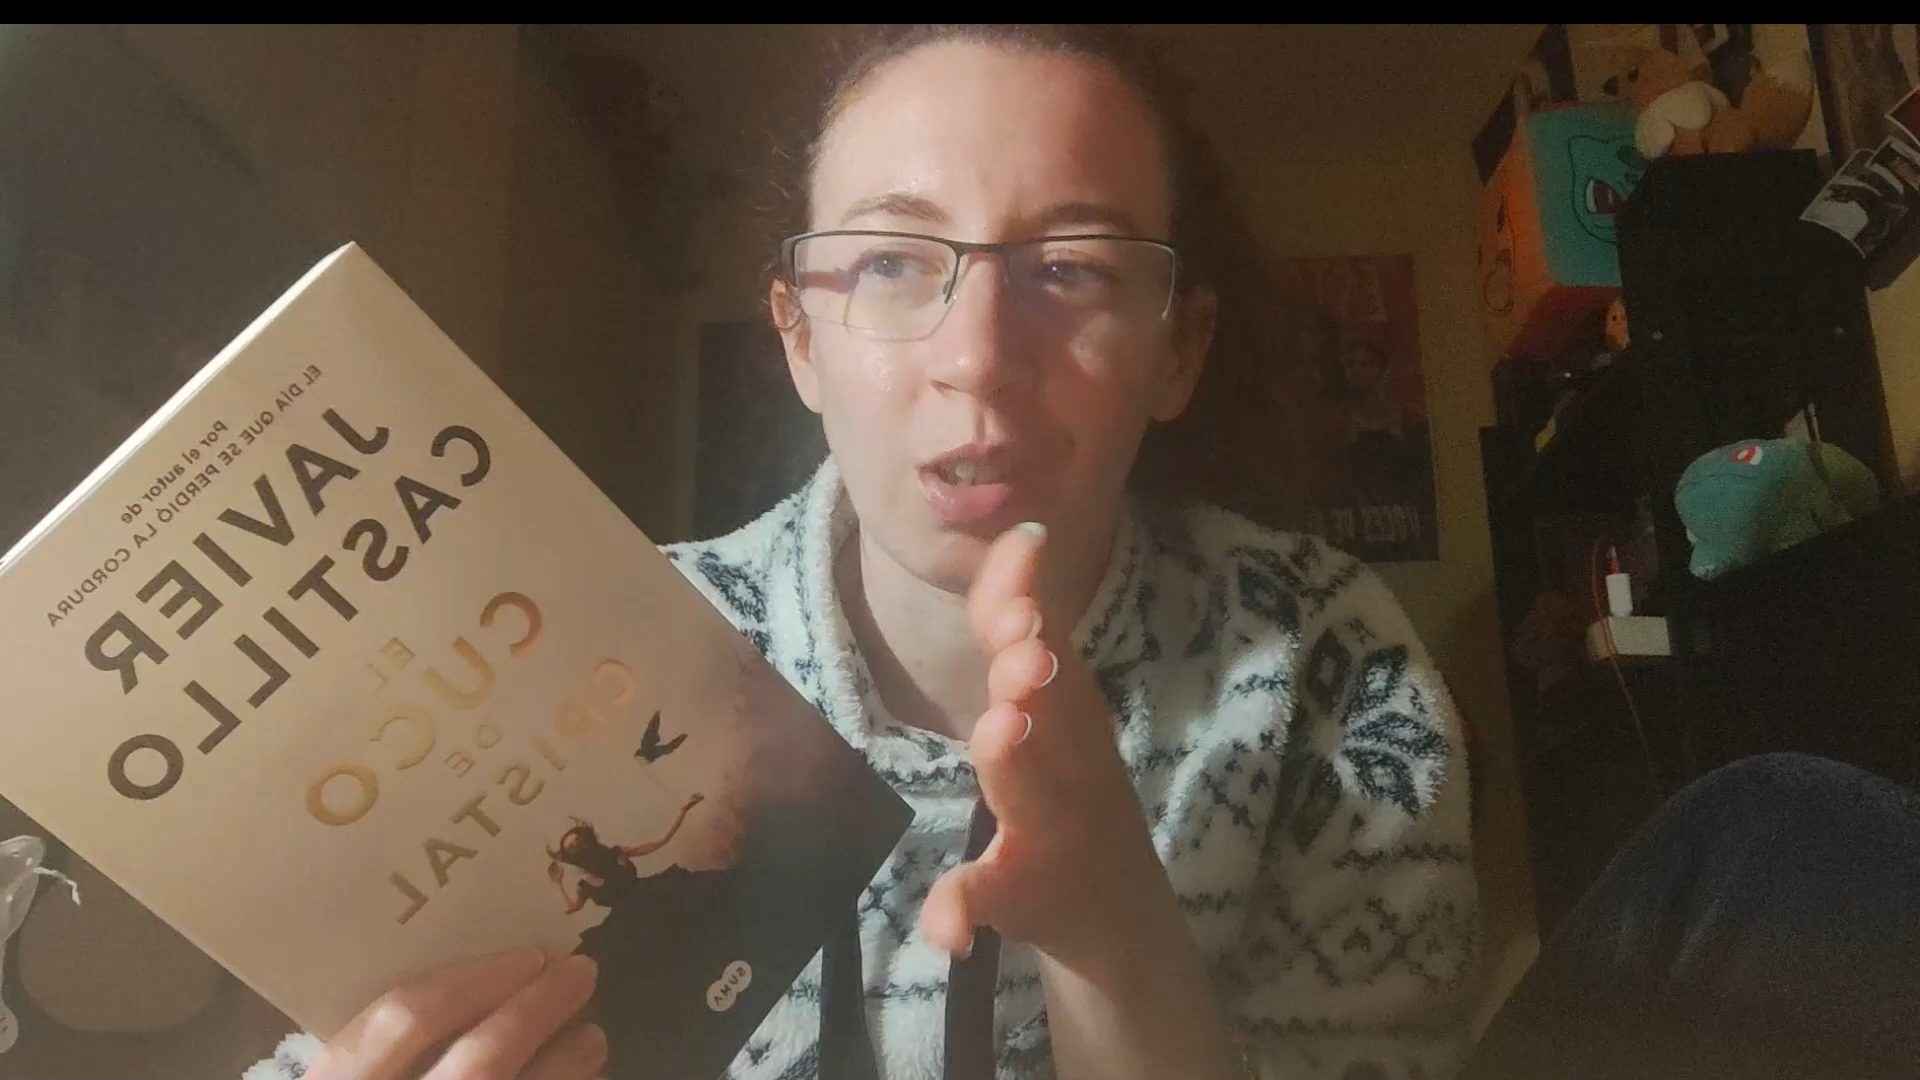 Por el autor de
EL DÍA QUE SE PERDIÓ LA CORDURA
JAVIER
CASTILLO
EL
CUCO
DE
CRISTAL
SUMA